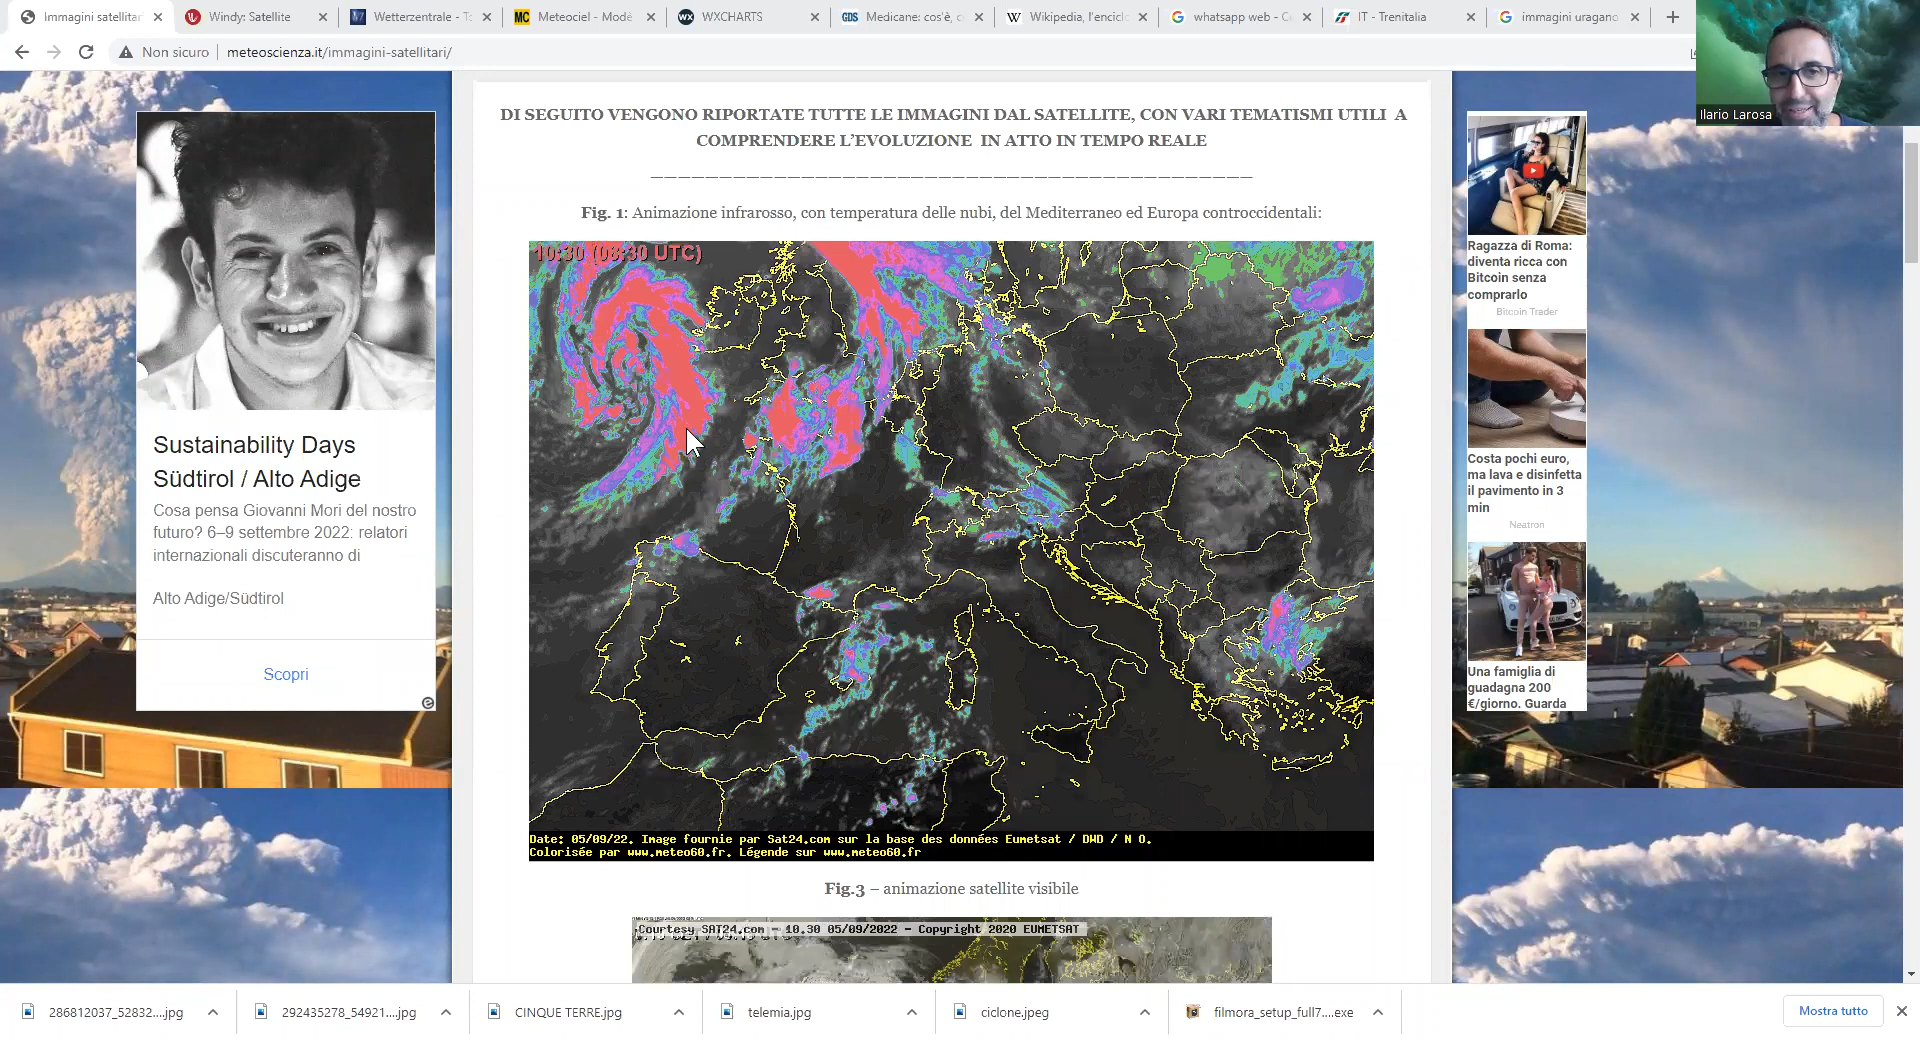 Immagini satellitar
Windy: Satellite
Wetterzentrale - To
Meteociel - Modè
WXCHARTS
Medicane: cos'è, c
Wikipedia, l'encicl
whatsapp web - C
IT - Trenitalia
immagini uragano
Non sicuro
meteoscienza.it/immagini-satellitari/
Ilario Larosa
DI SEGUITO VENGONO RIPORTATE TUTTE LE IMMAGINI DAL SATELLITE, CON VARI TEMATISMI UTILI A
COMPRENDERE L'EVOLUZIONE IN ATTO IN TEMPO REALE
Fig. 1: Animazione infrarosso, con temperatura delle nubi, del Mediterraneo ed Europa controccidentali:
10:30 (08:30 UTC)
Date: 05/09/22. Image fournie par Sat24.com sur la base des données Eumetsat / DWD / N O.
Colorisée par www.meteo60.fr. Légende sur www.meteo60.fr
Fig.3 – animazione satellite visibile
Courtesy SAT24.com - 10.30 05/09/2022 - Copyright 2020 EUMETSAT
Sustainability Days
Südtirol / Alto Adige
Cosa pensa Giovanni Mori del nostro
futuro? 6–9 settembre 2022: relatori
internazionali discuteranno di
Alto Adige/Südtirol
Scopri
Ragazza di Roma:
diventa ricca con
Bitcoin senza
comprarlo
Bitcoin Trader
Costa pochi euro,
ma lava e disinfetta
il pavimento in 3
min
Neatron
Una famiglia di
guadagna 200
€/giorno. Guarda
286812037_52832....jpg
292435278_54921....jpg
CINQUE TERRE.jpg
telemia.jpg
ciclone.jpeg
filmora_setup_full7....exe
Mostra tutto